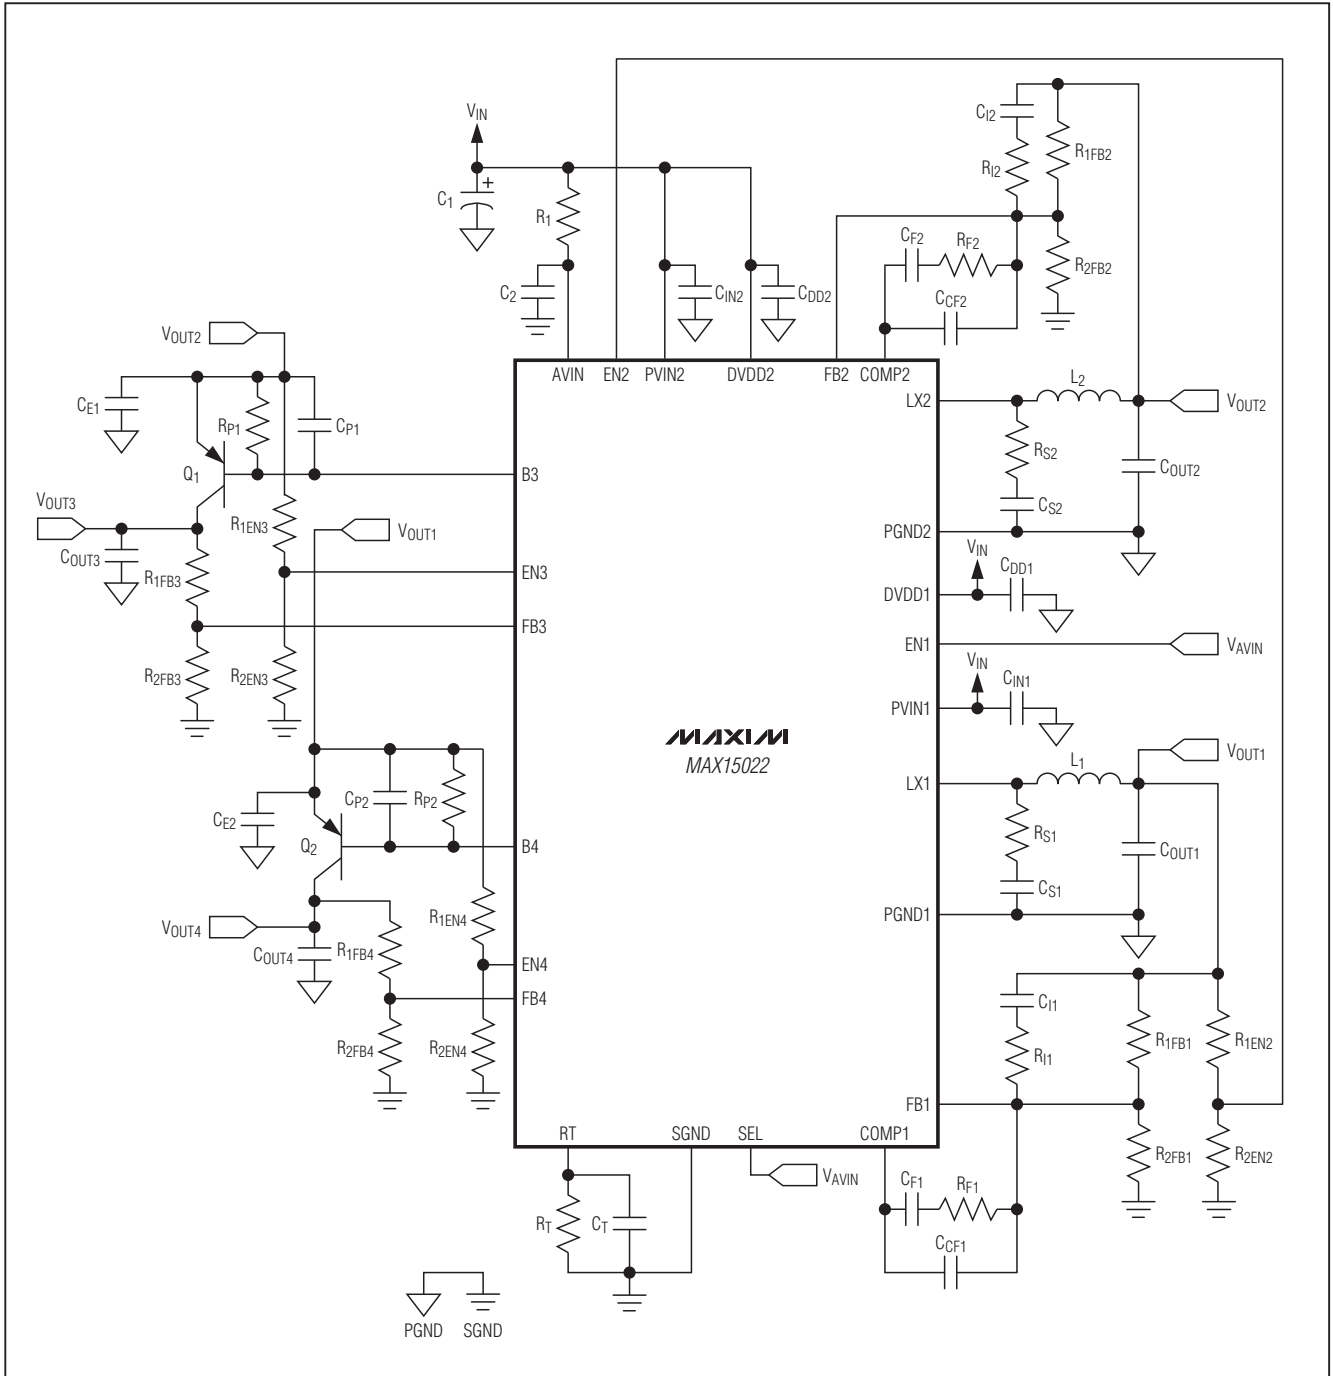 VIN
C1
+
R1
C2
CIN2
CDD2
CI2
RI2
R1FB2
CF2
RF2
R2FB2
CCF2
VOUT2
CE1
RP1
CP1
Q1
VOUT3
COUT3
R1EN3
VOUT1
R1FB3
R2FB3
R2EN3
AVIN
EN2
PVIN2
DVDD2
FB2
COMP2
LX2
L2
VOUT2
RS2
COUT2
CS2
PGND2
B3
EN3
FB3
VIN
CDD1
DVDD1
EN1
VAVIN
VIN
CIN1
PVIN1
MAXIM
MAX15022
VOUT1
LX1
L1
RS1
COUT1
CS1
PGND1
CE2
CP2
RP2
Q2
B4
R1EN4
VOUT4
COUT4
R1FB4
EN4
FB4
R2FB4
R2EN4
CI1
RI1
R1FB1
R1EN2
FB1
R2FB1
R2EN2
RT
SGND
SEL
COMP1
VAVIN
CF1
RF1
CCF1
RT
CT
PGND
SGND